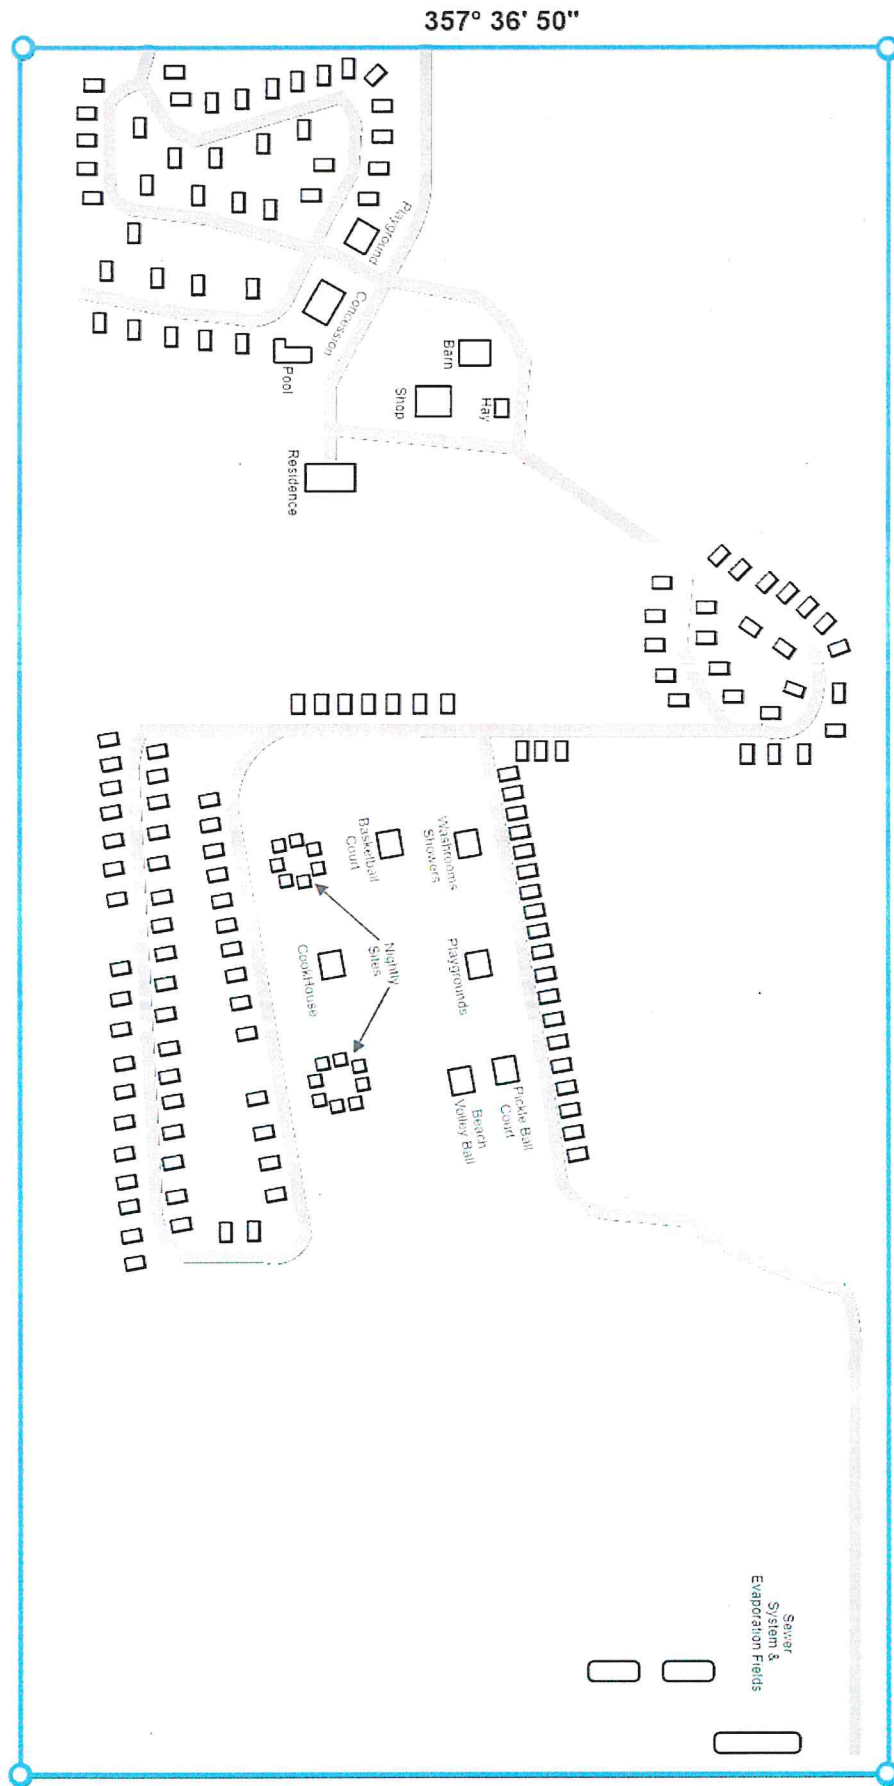 357° 36' 50"
Playground
Concession
Pool
Barn
Shop
Hay
Residence
Basketball
Court
Washrooms
Showers
Nightly
Sites
CookHouse
Playgrounds
Pickle Ball
Court
Beach
Volley Ball
Sewer
System &
Evaporation Fields